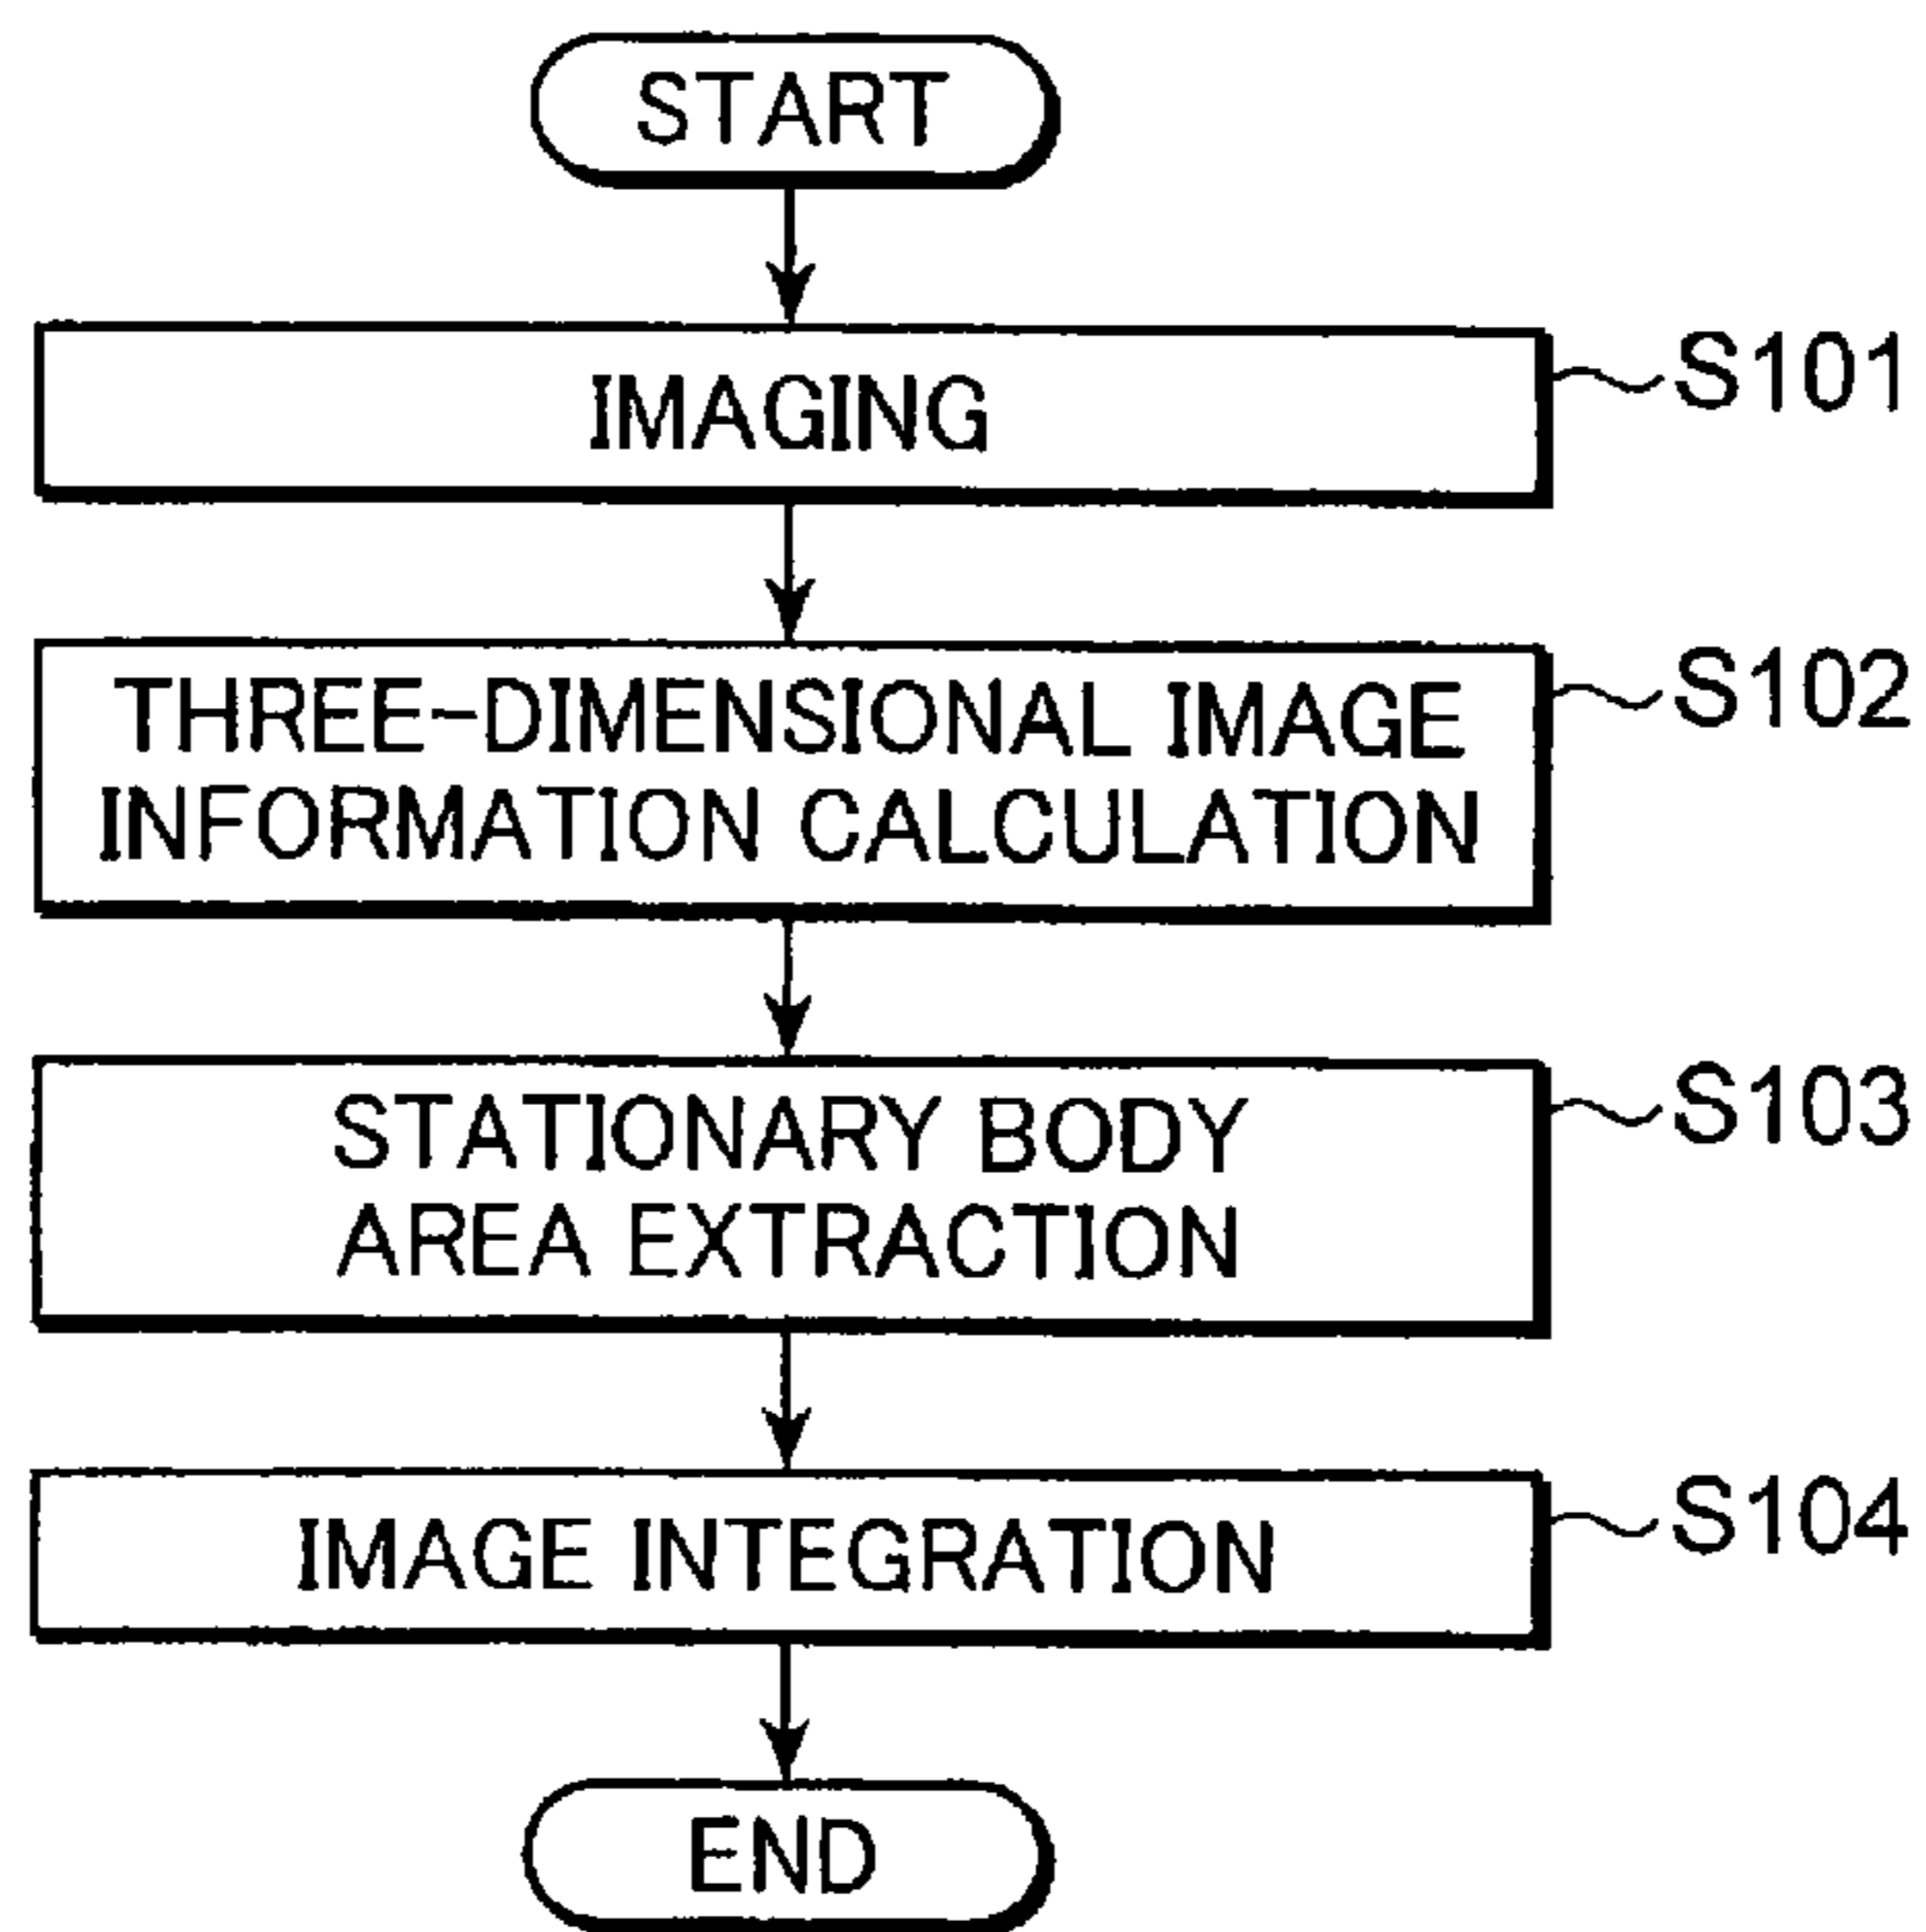 START
IMAGING
S101
THREE-DIMENSIONAL IMAGE
INFORMATION CALCULATION
S102
STATIONARY BODY
AREA EXTRACTION
S103
IMAGE INTEGRATION
S104
END